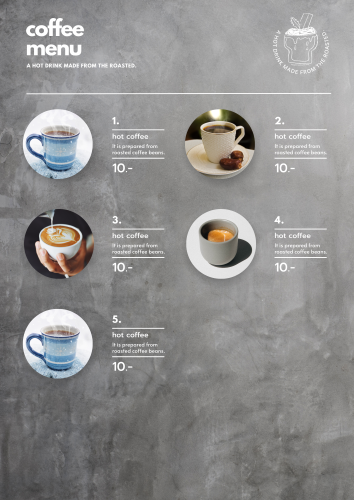 coffee
menu
A HOT DRINK MADE FROM THE ROASTED.
A HOT DRINK MADE FROM THE ROASTED
1.
hot coffee
It is prepared from
roasted coffee beans.
10.-
2.
hot coffee
It is prepared from
roasted coffee beans.
10.-
3.
hot coffee
It is prepared from
roasted coffee beans.
10.-
4.
hot coffee
It is prepared from
roasted coffee beans.
10.-
5.
hot coffee
It is prepared from
roasted coffee beans.
10.-